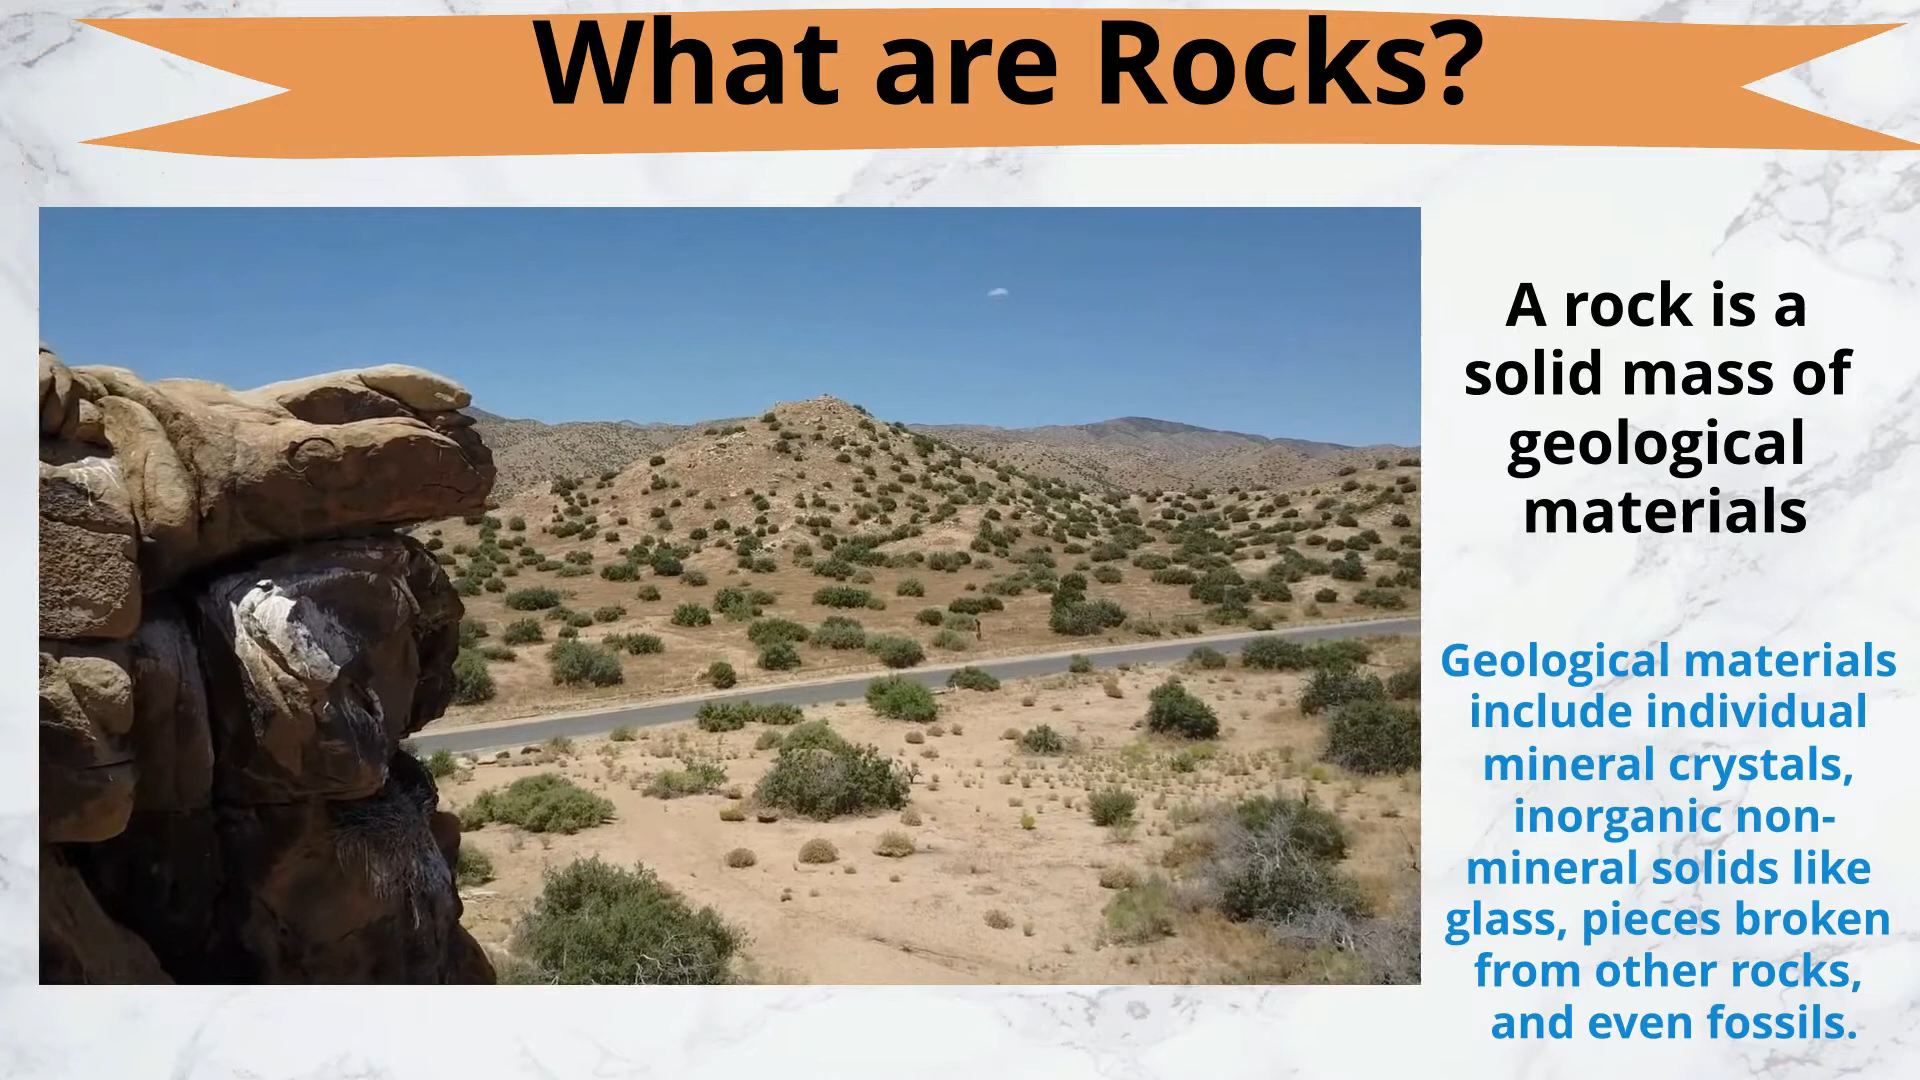 What are Rocks?
A rock is a
solid mass of
geological
materials
Geological materials
include individual
mineral crystals,
inorganic non-
mineral solids like
glass, pieces broken
from other rocks,
and even fossils.